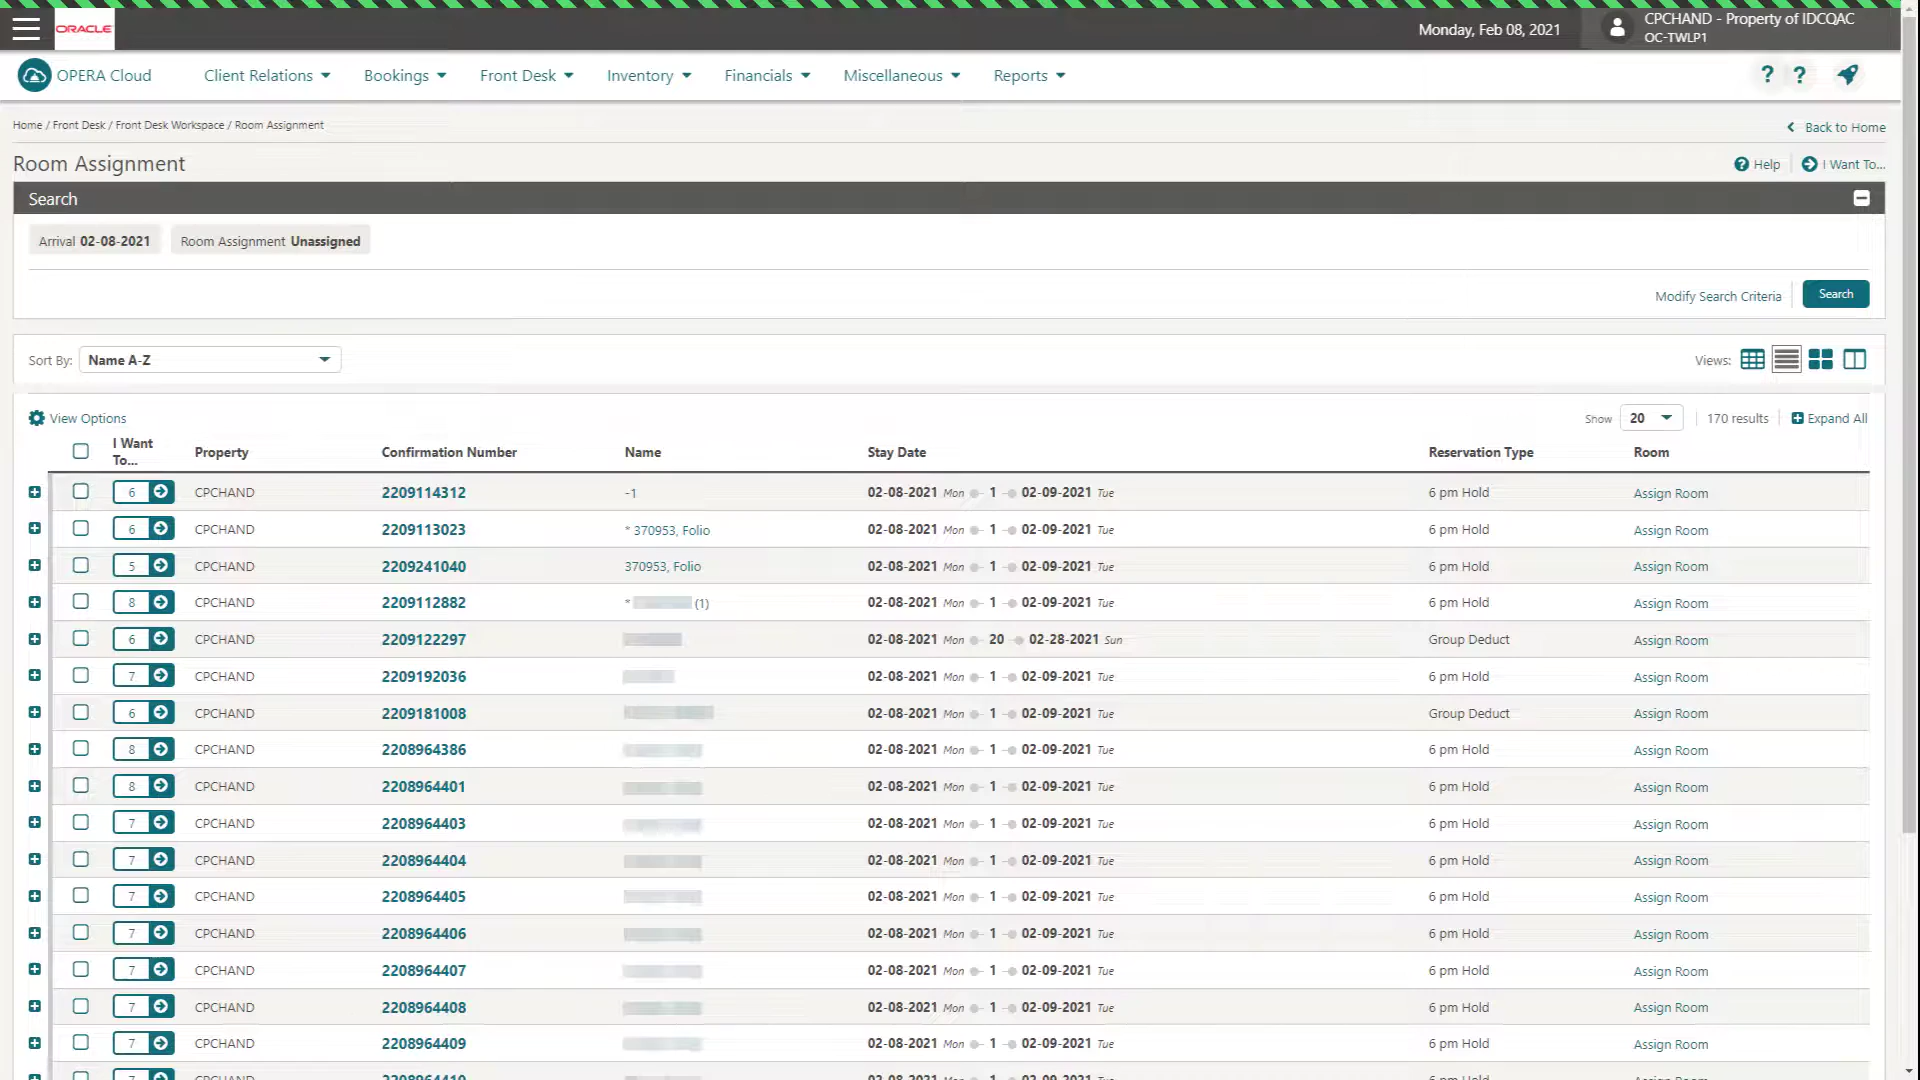 ORACLE
Monday, Feb 08, 2021
CPCHAND - Property of IDCQAC
OC-TWLP1
OPERA Cloud
Client Relations
Bookings
Front Desk
Inventory
Financials
Miscellaneous
Reports
? ?
Home / Front Desk / Front Desk Workspace / Room Assignment
Back to Home
Room Assignment
Help
I Want To...
Search
Arrival 02-08-2021
Room Assignment Unassigned
Modify Search Criteria
Search
Sort By: Name A-Z
Views:
View Options
Show 20
170 results
Expand All
I Want To... Property Confirmation Number Name Stay Date Reservation Type Room
6 CPCHAND 2209114312 -1 02-08-2021 Mon 1 02-09-2021 Tue 6 pm Hold Assign Room
6 CPCHAND 2209113023 * 370953, Folio 02-08-2021 Mon 1 02-09-2021 Tue 6 pm Hold Assign Room
5 CPCHAND 2209241040 370953, Folio 02-08-2021 Mon 1 02-09-2021 Tue 6 pm Hold Assign Room
8 CPCHAND 2209112882 * (1) 02-08-2021 Mon 1 02-09-2021 Tue 6 pm Hold Assign Room
6 CPCHAND 2209122297 02-08-2021 Mon 20 02-28-2021 Sun Group Deduct Assign Room
7 CPCHAND 2209192036 02-08-2021 Mon 1 02-09-2021 Tue 6 pm Hold Assign Room
6 CPCHAND 2209181008 02-08-2021 Mon 1 02-09-2021 Tue Group Deduct Assign Room
8 CPCHAND 2208964386 02-08-2021 Mon 1 02-09-2021 Tue 6 pm Hold Assign Room
8 CPCHAND 2208964401 02-08-2021 Mon 1 02-09-2021 Tue 6 pm Hold Assign Room
7 CPCHAND 2208964403 02-08-2021 Mon 1 02-09-2021 Tue 6 pm Hold Assign Room
7 CPCHAND 2208964404 02-08-2021 Mon 1 02-09-2021 Tue 6 pm Hold Assign Room
7 CPCHAND 2208964405 02-08-2021 Mon 1 02-09-2021 Tue 6 pm Hold Assign Room
7 CPCHAND 2208964406 02-08-2021 Mon 1 02-09-2021 Tue 6 pm Hold Assign Room
7 CPCHAND 2208964407 02-08-2021 Mon 1 02-09-2021 Tue 6 pm Hold Assign Room
7 CPCHAND 2208964408 02-08-2021 Mon 1 02-09-2021 Tue 6 pm Hold Assign Room
7 CPCHAND 2208964409 02-08-2021 Mon 1 02-09-2021 Tue 6 pm Hold Assign Room